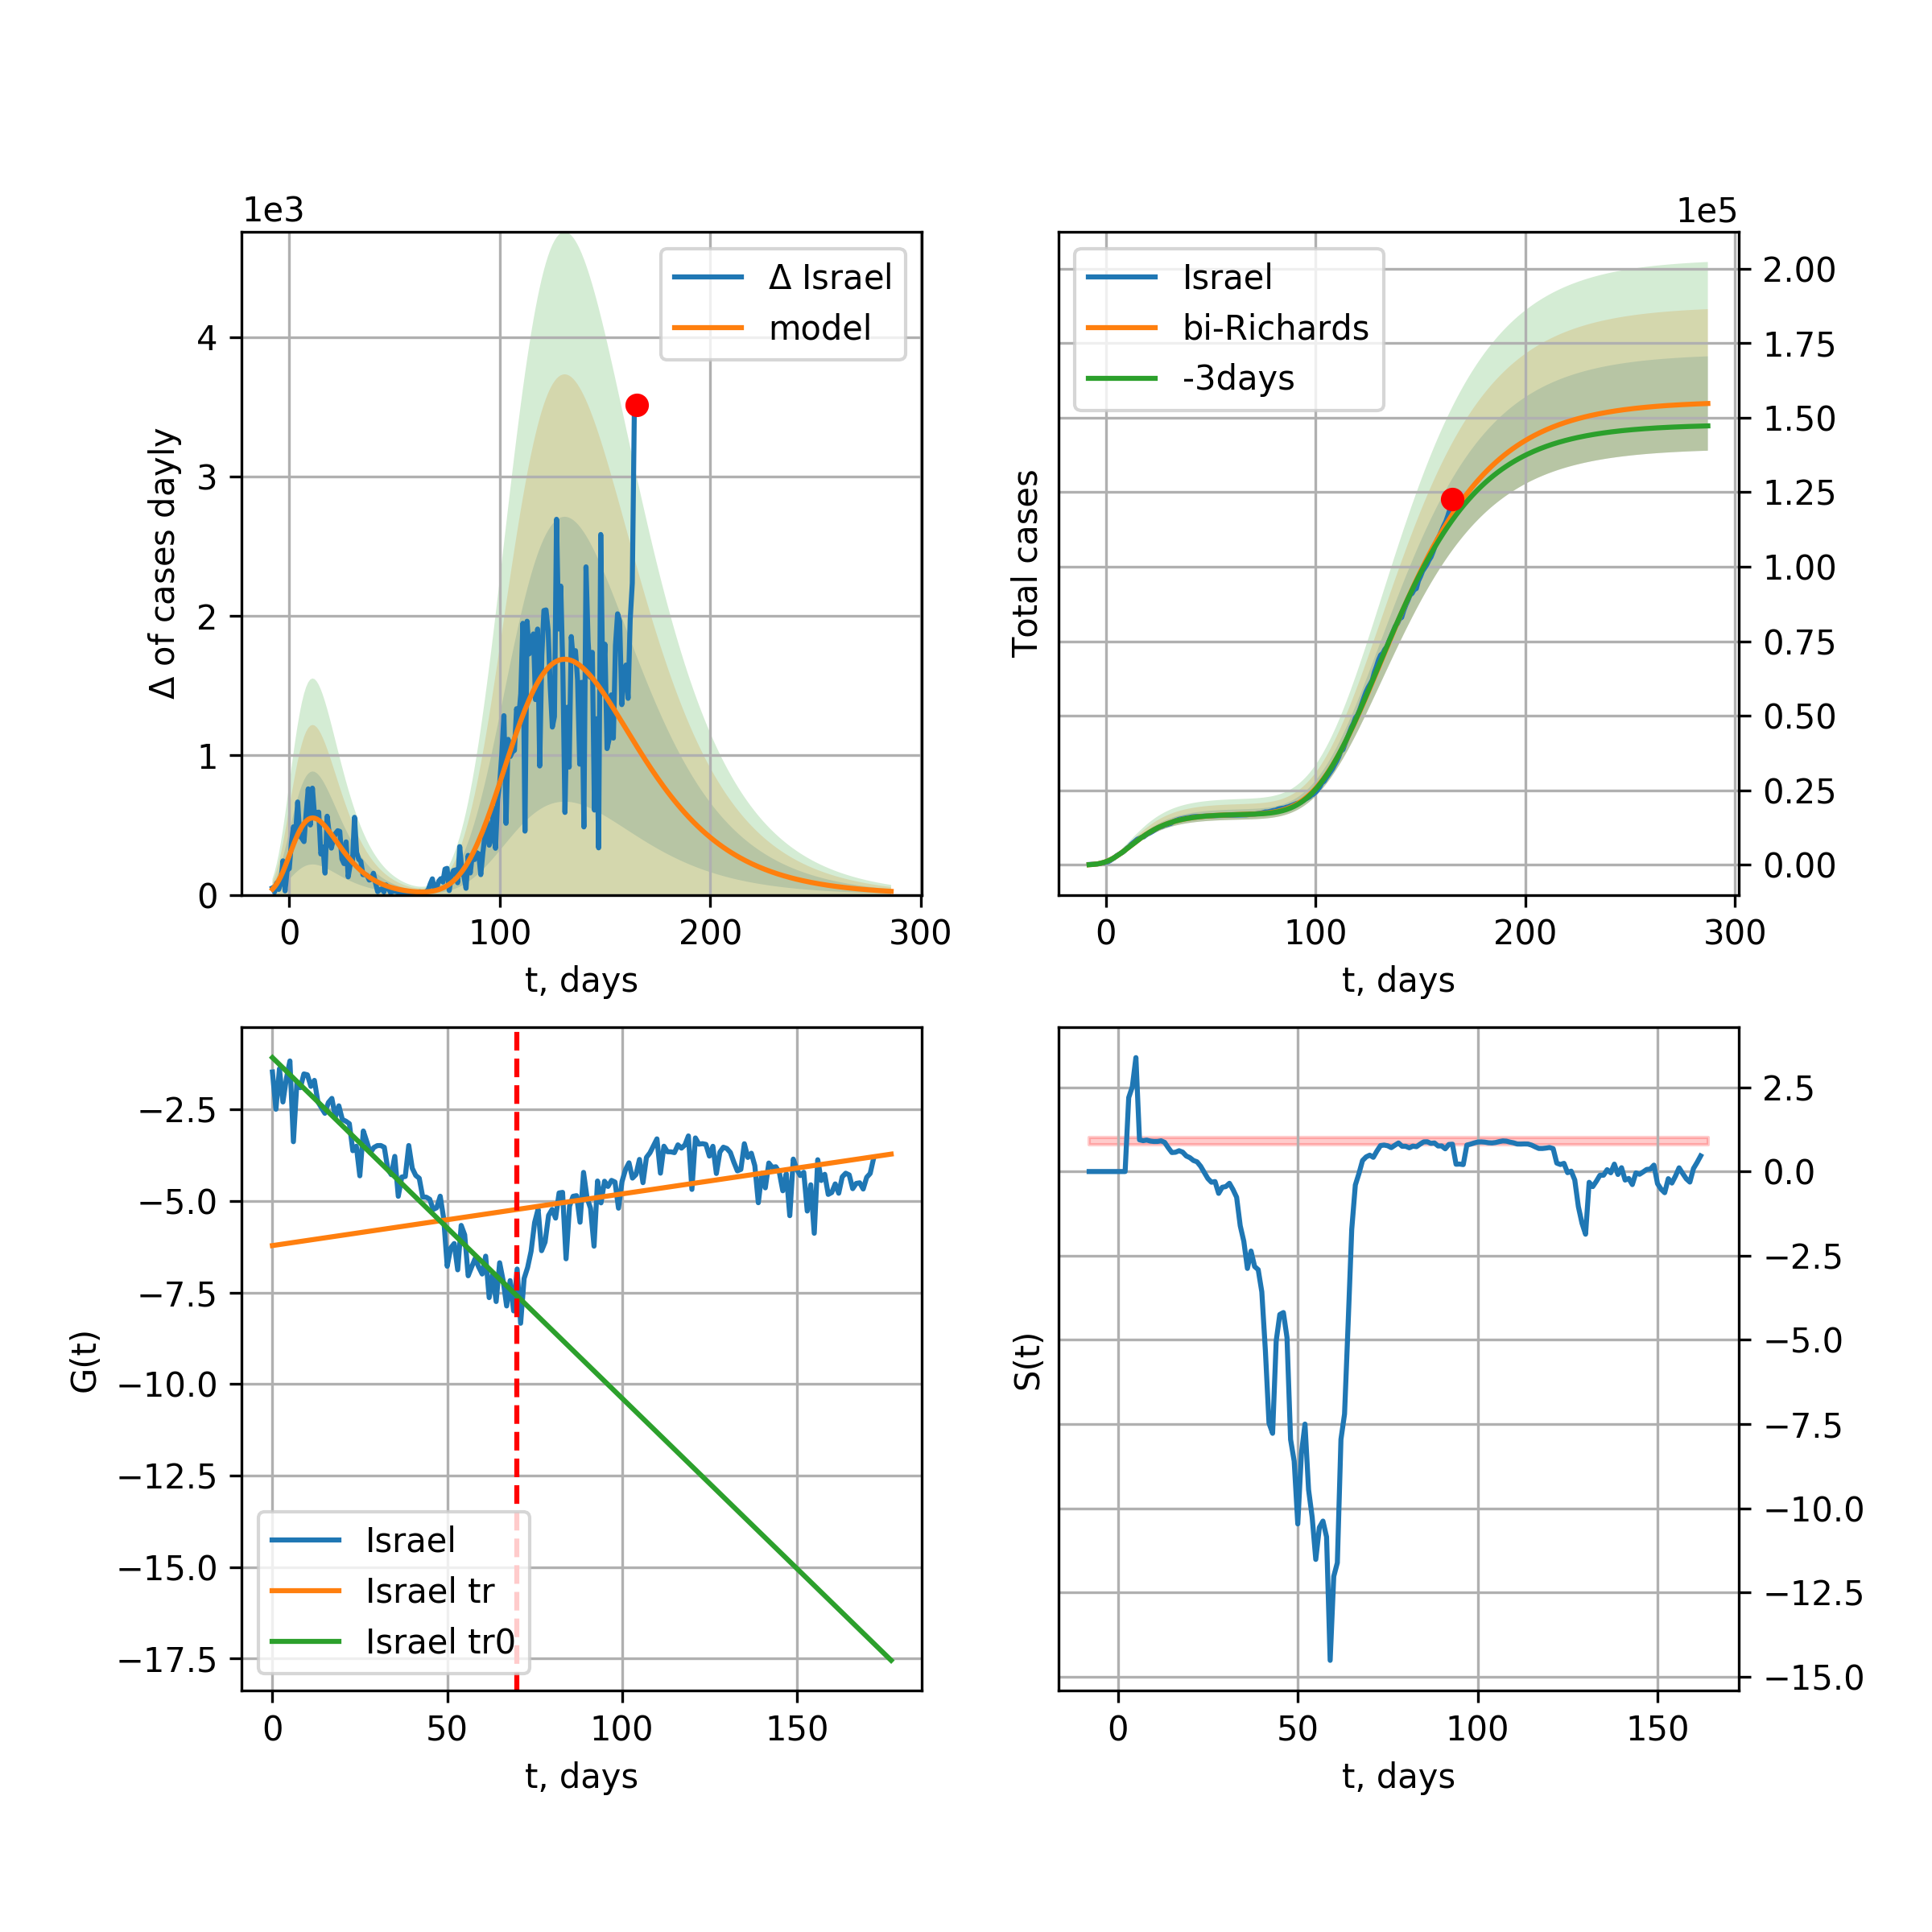 1e3
Δ of cases dayly
4
3
2
1
0
0
100
200
300
t, days
Δ Israel
model
1e5
Total cases
Israel
bi-Richards
-3days
2.00
1.75
1.50
1.25
1.00
0.75
0.50
0.25
0.00
0
100
200
300
t, days
G(t)
−2.5
−5.0
−7.5
−10.0
−12.5
−15.0
−17.5
Israel
Israel tr
Israel tr0
0
50
100
150
t, days
S(t)
2.5
0.0
−2.5
−5.0
−7.5
−10.0
−12.5
−15.0
0
50
100
150
t, days